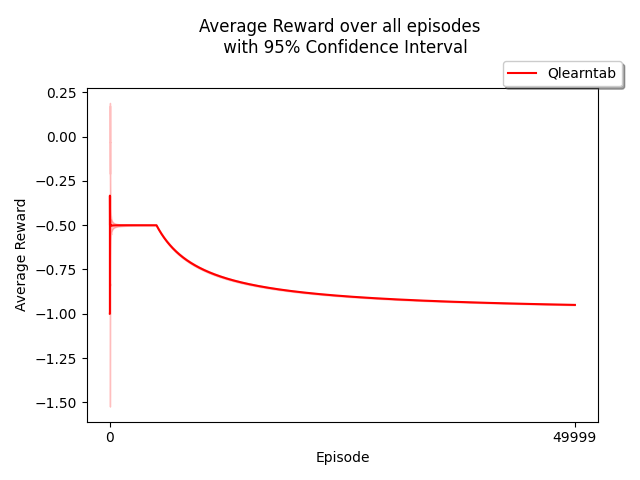 Average Reward over all episodes
with 95% Confidence Interval
Qlearntab
0.25
0.00
−0.25
−0.50
−0.75
−1.00
−1.25
−1.50
Average Reward
0
49999
Episode